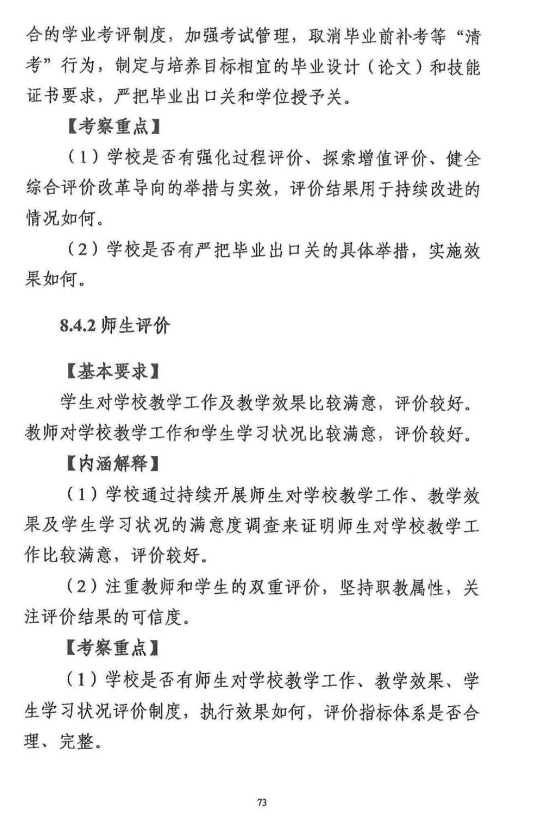 合的学业考评制度，加强考试管理，取消毕业前补考等“清
考”行为，制定与培养目标相宜的毕业设计（论文）和技能
证书要求，严把毕业出口关和学位授予关。
【考察重点】
（1）学校是否有强化过程评价、探索增值评价、健全
综合评价改革导向的举措与实效，评价结果用于持续改进的
情况如何。
（2）学校是否有严把毕业出口关的具体举措，实施效
果如何。
8.4.2 师生评价
【基本要求】
学生对学校教学工作及教学效果比较满意，评价较好。
教师对学校教学工作和学生学习状况比较满意，评价较好。
【内涵解释】
（1）学校通过持续开展师生对学校教学工作、教学效
果及学生学习状况的满意度调查来证明师生对学校教学工
作比较满意，评价较好。
（2）注重教师和学生的双重评价，坚持职教属性，关
注评价结果的可信度。
【考察重点】
（1）学校是否有师生对学校教学工作、教学效果、学
生学习状况评价制度，执行效果如何，评价指标体系是否合
理、完整。
73